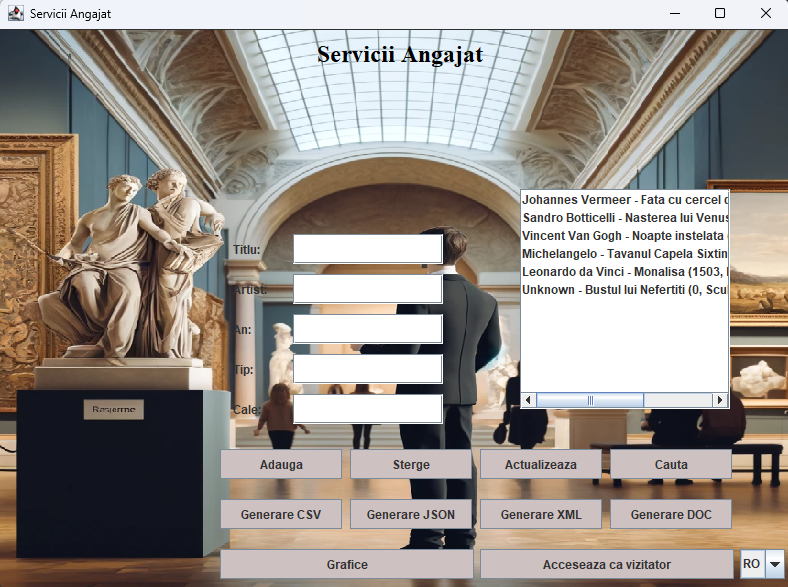 Servicii Angajat
Servicii Angajat
Titlu:
Artist:
An:
Tip:
Cale:
Johannes Vermeer - Fata cu cercel
Sandro Botticelli - Nasterea lui Venus
Vincent Van Gogh - Noapte instelata
Michelangelo - Tavanul Capela Sixtin
Leonardo da Vinci - Monalisa (1503,
Unknown - Bustul lui Nefertiti (0, Scu
Adauga
Sterge
Actualizeaza
Cauta
Generare CSV
Generare JSON
Generare XML
Generare DOC
Grafice
Acceseaza ca vizitator
RO